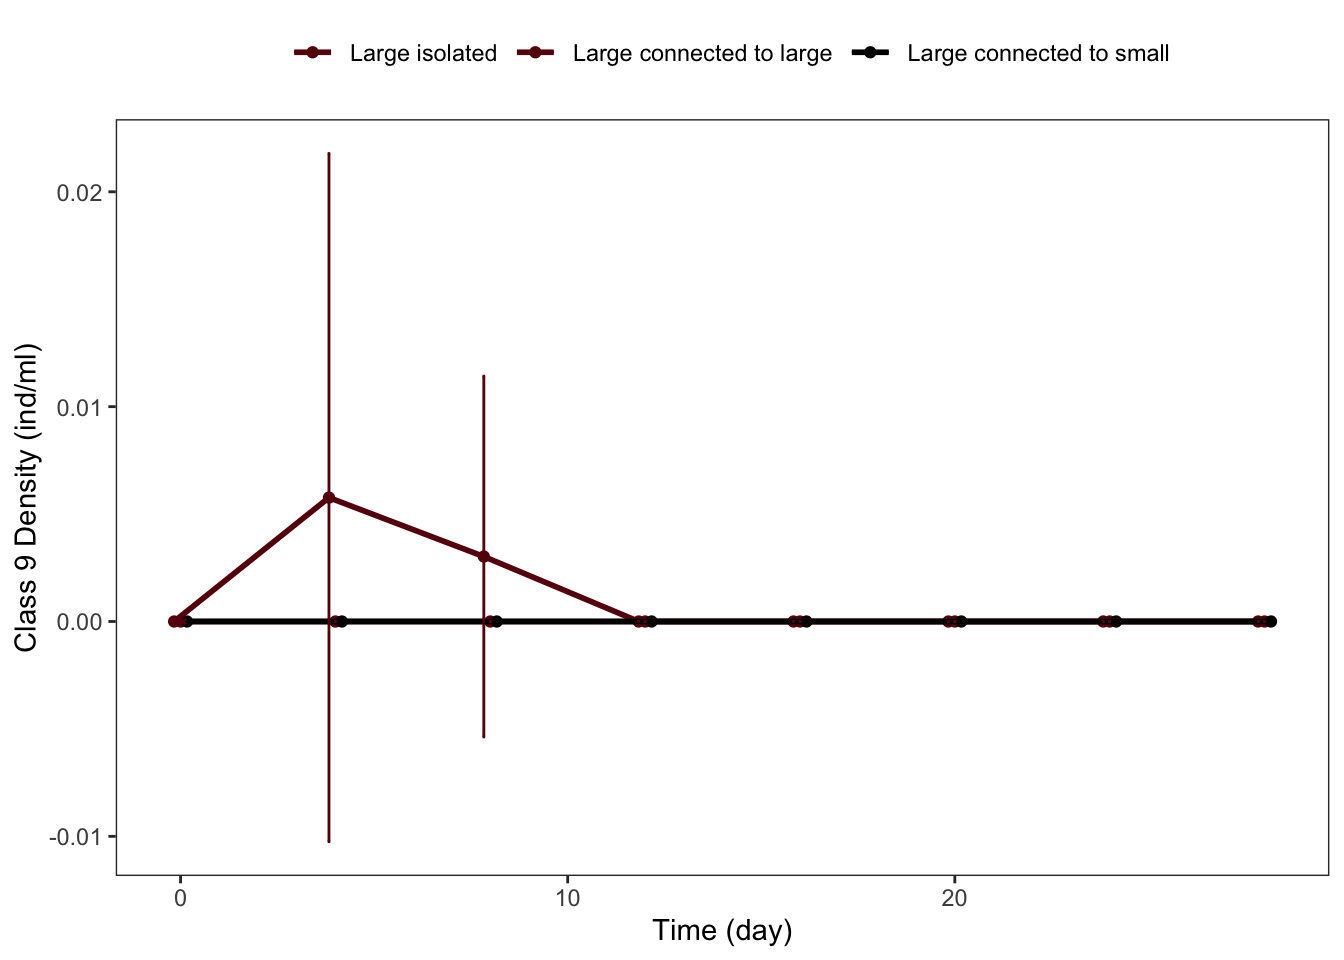 Large isolated Large connected to large Large connected to small
Class 9 Density (ind/ml)
0.02
0.01
0.00
-0.01
0 10 20
Time (day)